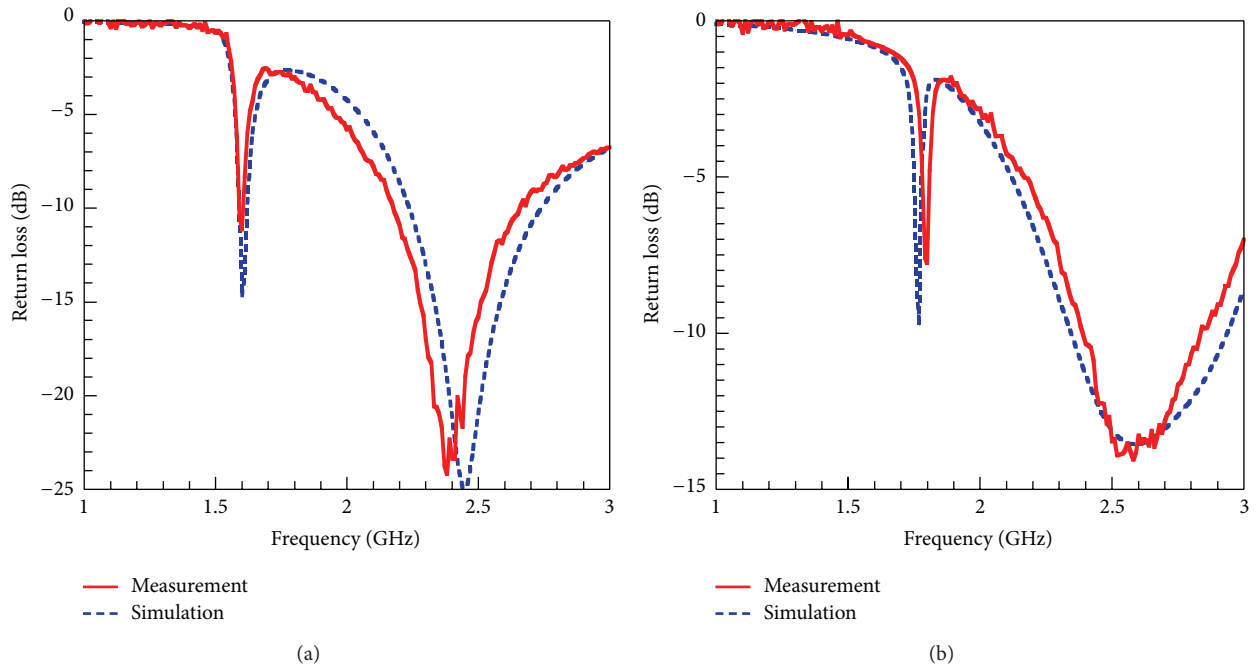 0
−5
−10
−15
−20
−25
Return loss (dB)
1
1.5
2
2.5
3
Frequency (GHz)
Measurement
Simulation
(a)
0
−5
−10
−15
Return loss (dB)
1
1.5
2
2.5
3
Frequency (GHz)
Measurement
Simulation
(b)